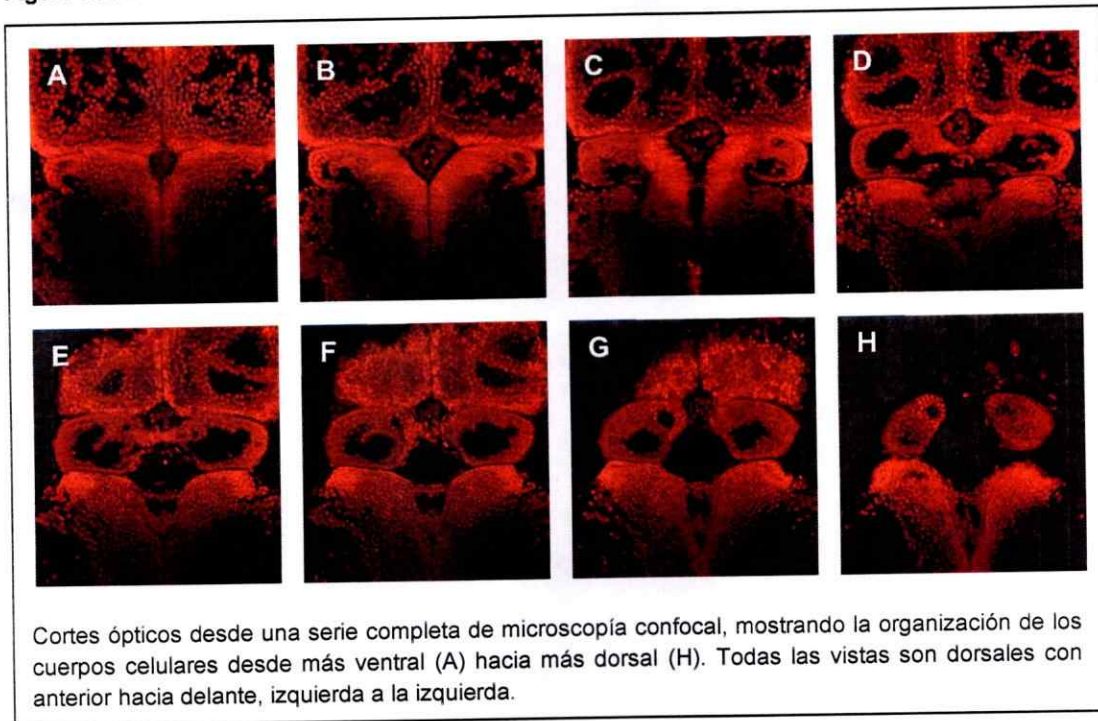 A
B
C
D
E
F
G
H
Cortes ópticos desde una serie completa de microscopía confocal, mostrando la organización de los
cuerpos celulares desde más ventral (A) hacia más dorsal (H). Todas las vistas son dorsales con
anterior hacia delante, izquierda a la izquierda.